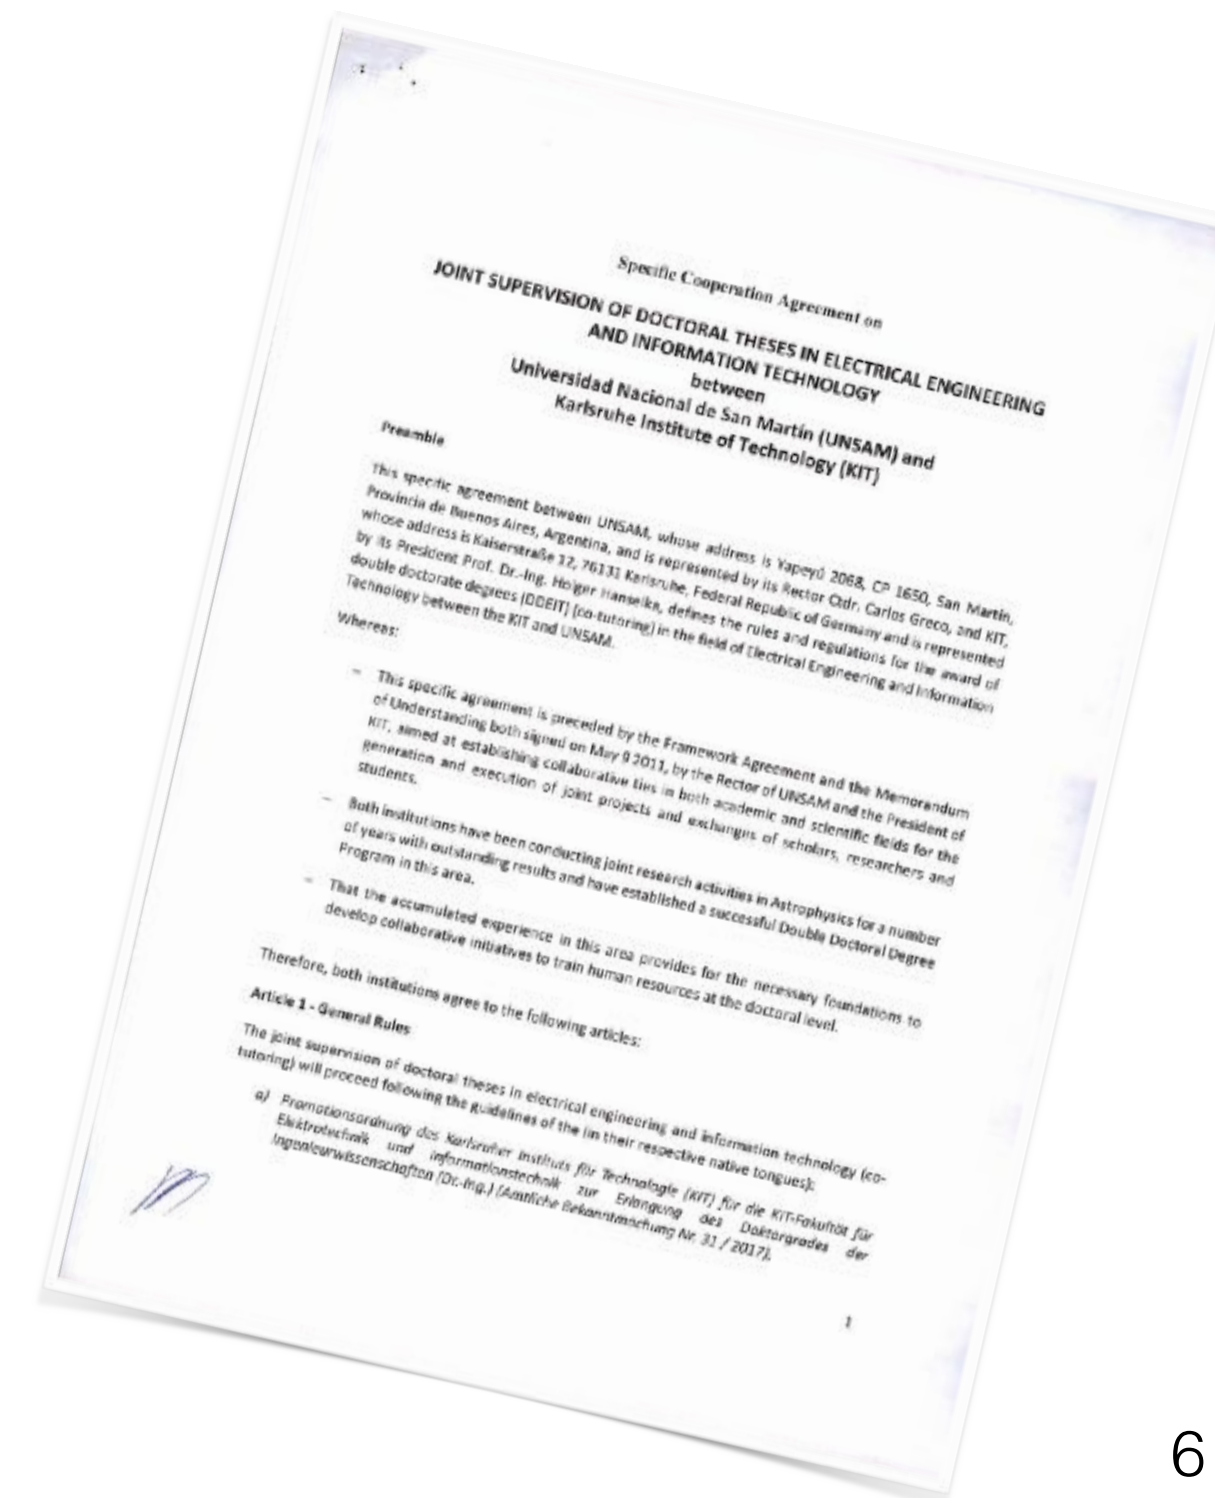 Specific Cooperation Agreement on
JOINT SUPERVISION OF DOCTORAL THESES IN ELECTRICAL ENGINEERING
AND INFORMATION TECHNOLOGY
between
Universidad Nacional de San Martín (UNSAM) and
Karlsruhe Institute of Technology (KIT)
Preamble
This specific agreement between UNSAM, whose address is Yapeyú 2068, CP 1650, San Martín,
Provincia de Buenos Aires, Argentina, and is represented by its Rector Ctdr. Carlos Greco, and KIT,
whose address is Kaiserstraße 12, 76131 Karlsruhe, Federal Republic of Germany and is represented
by its President Prof. Dr.-Ing. Holger Hanselka, defines the rules and regulations for the award of
double doctorate degrees (DDEIT) (co-tutoring) in the field of Electrical Engineering and Information
Technology between the KIT and UNSAM.
Whereas:
– This specific agreement is preceded by the Framework Agreement and the Memorandum
of Understanding both signed on May 9 2011, by the Rector of UNSAM and the President of
KIT, aimed at establishing collaborative ties in both academic and scientific fields for the
generation and execution of joint projects and exchanges of scholars, researchers and
students.
– Both institutions have been conducting joint research activities in Astrophysics for a number
of years with outstanding results and have established a successful Double Doctoral Degree
Program in this area.
– That the accumulated experience in this area provides for the necessary foundations to
develop collaborative initiatives to train human resources at the doctoral level.
Therefore, both institutions agree to the following articles:
Article 1 - General Rules
The joint supervision of doctoral theses in electrical engineering and information technology (co-
tutoring) will proceed following the guidelines of the (in their respective native tongues):
a) Promotionsordnung des Karlsruher Instituts für Technologie (KIT) für die KIT-Fakultät für
Elektrotechnik und Informationstechnik zur Erlangung des Doktorgrades der
Ingenieurwissenschaften (Dr.-Ing.) (Amtliche Bekanntmachung Nr. 31 / 2017),
1
6